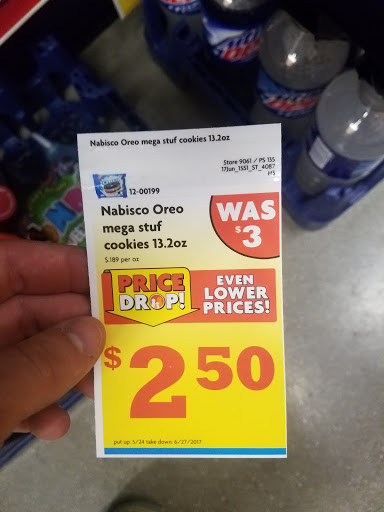 Nabisco Oreo mega stuf cookies 13.2oz
Store 9061 / PS 135
17Jun_1551_ST_4087
MS
12-00199
Nabisco Oreo
mega stuf
cookies 13.2oz
$.189 per oz
WAS
$3
PRICE
DROP!
EVEN
LOWER
PRICES!
$2 50
put up: 5/24 take down: 6/27/2017